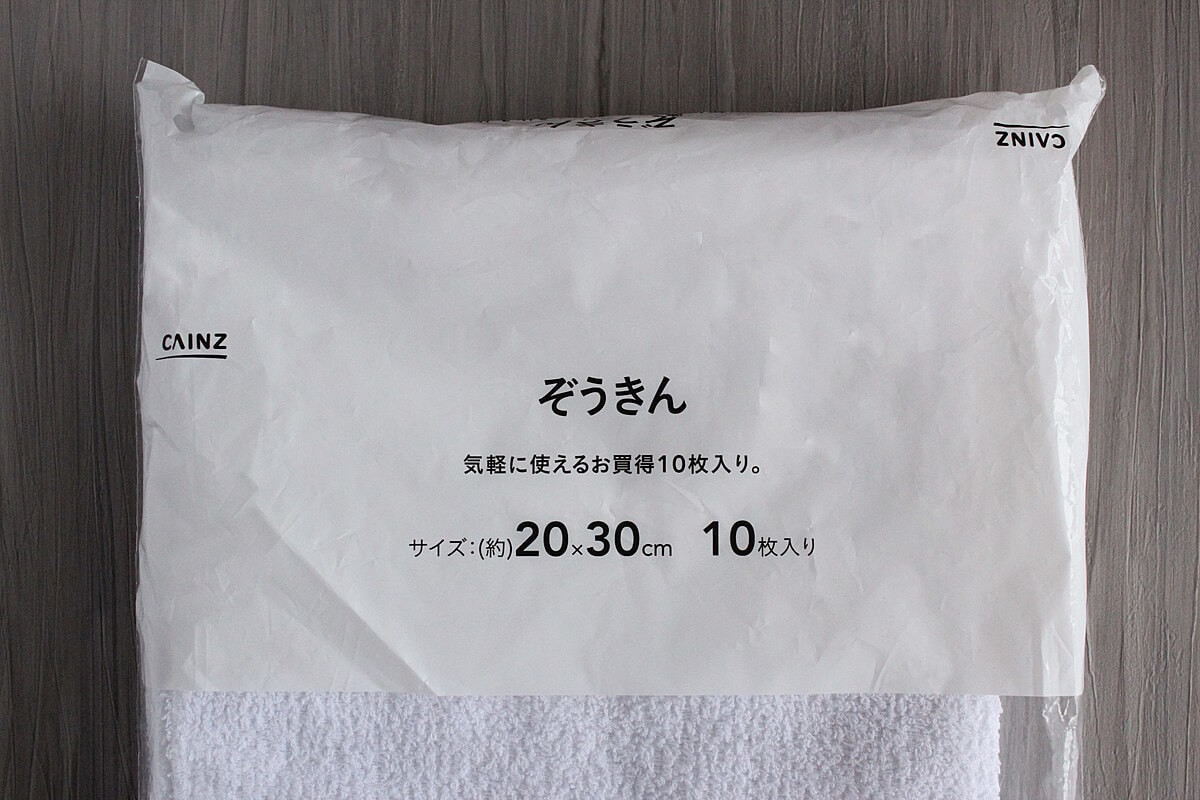 CAINZ
CAINZ
ぞうきん
気軽に使えるお買得10枚入り。
サイズ:(約)20×30cm 10枚入り